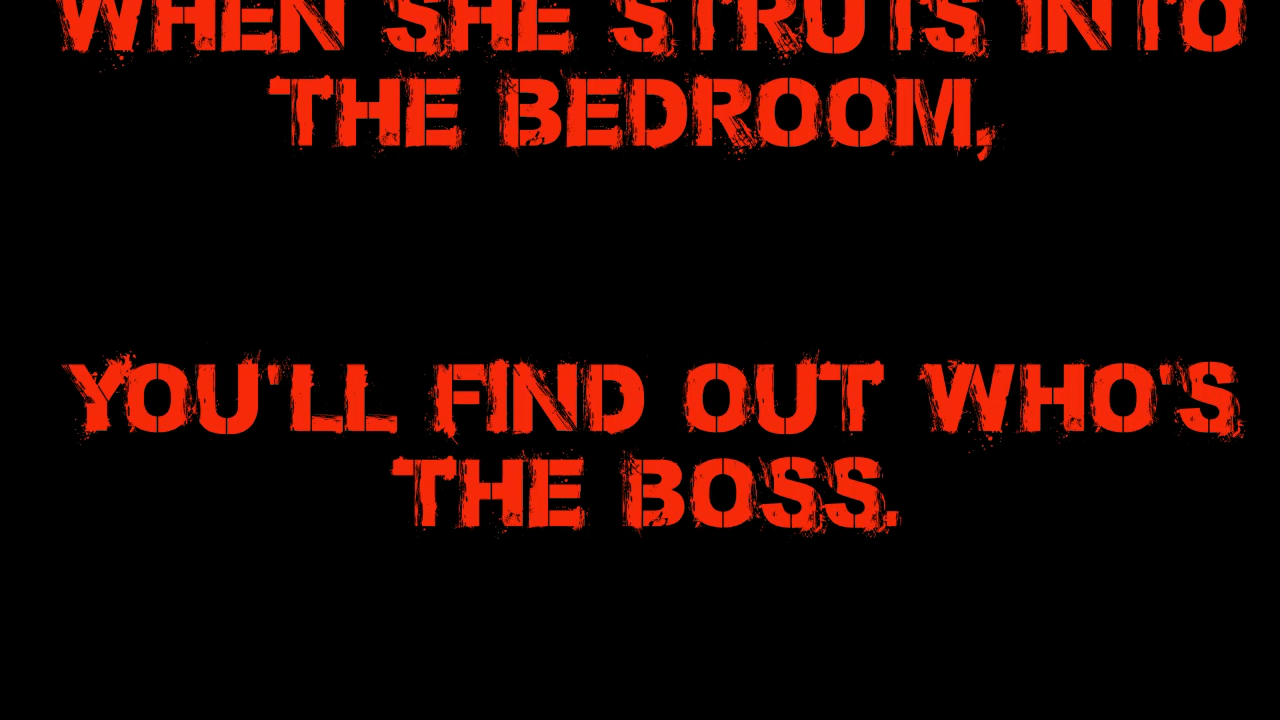 WHEN SHE STRUTS INTO
THE BEDROOM,
YOU'LL FIND OUT WHO'S
THE BOSS.